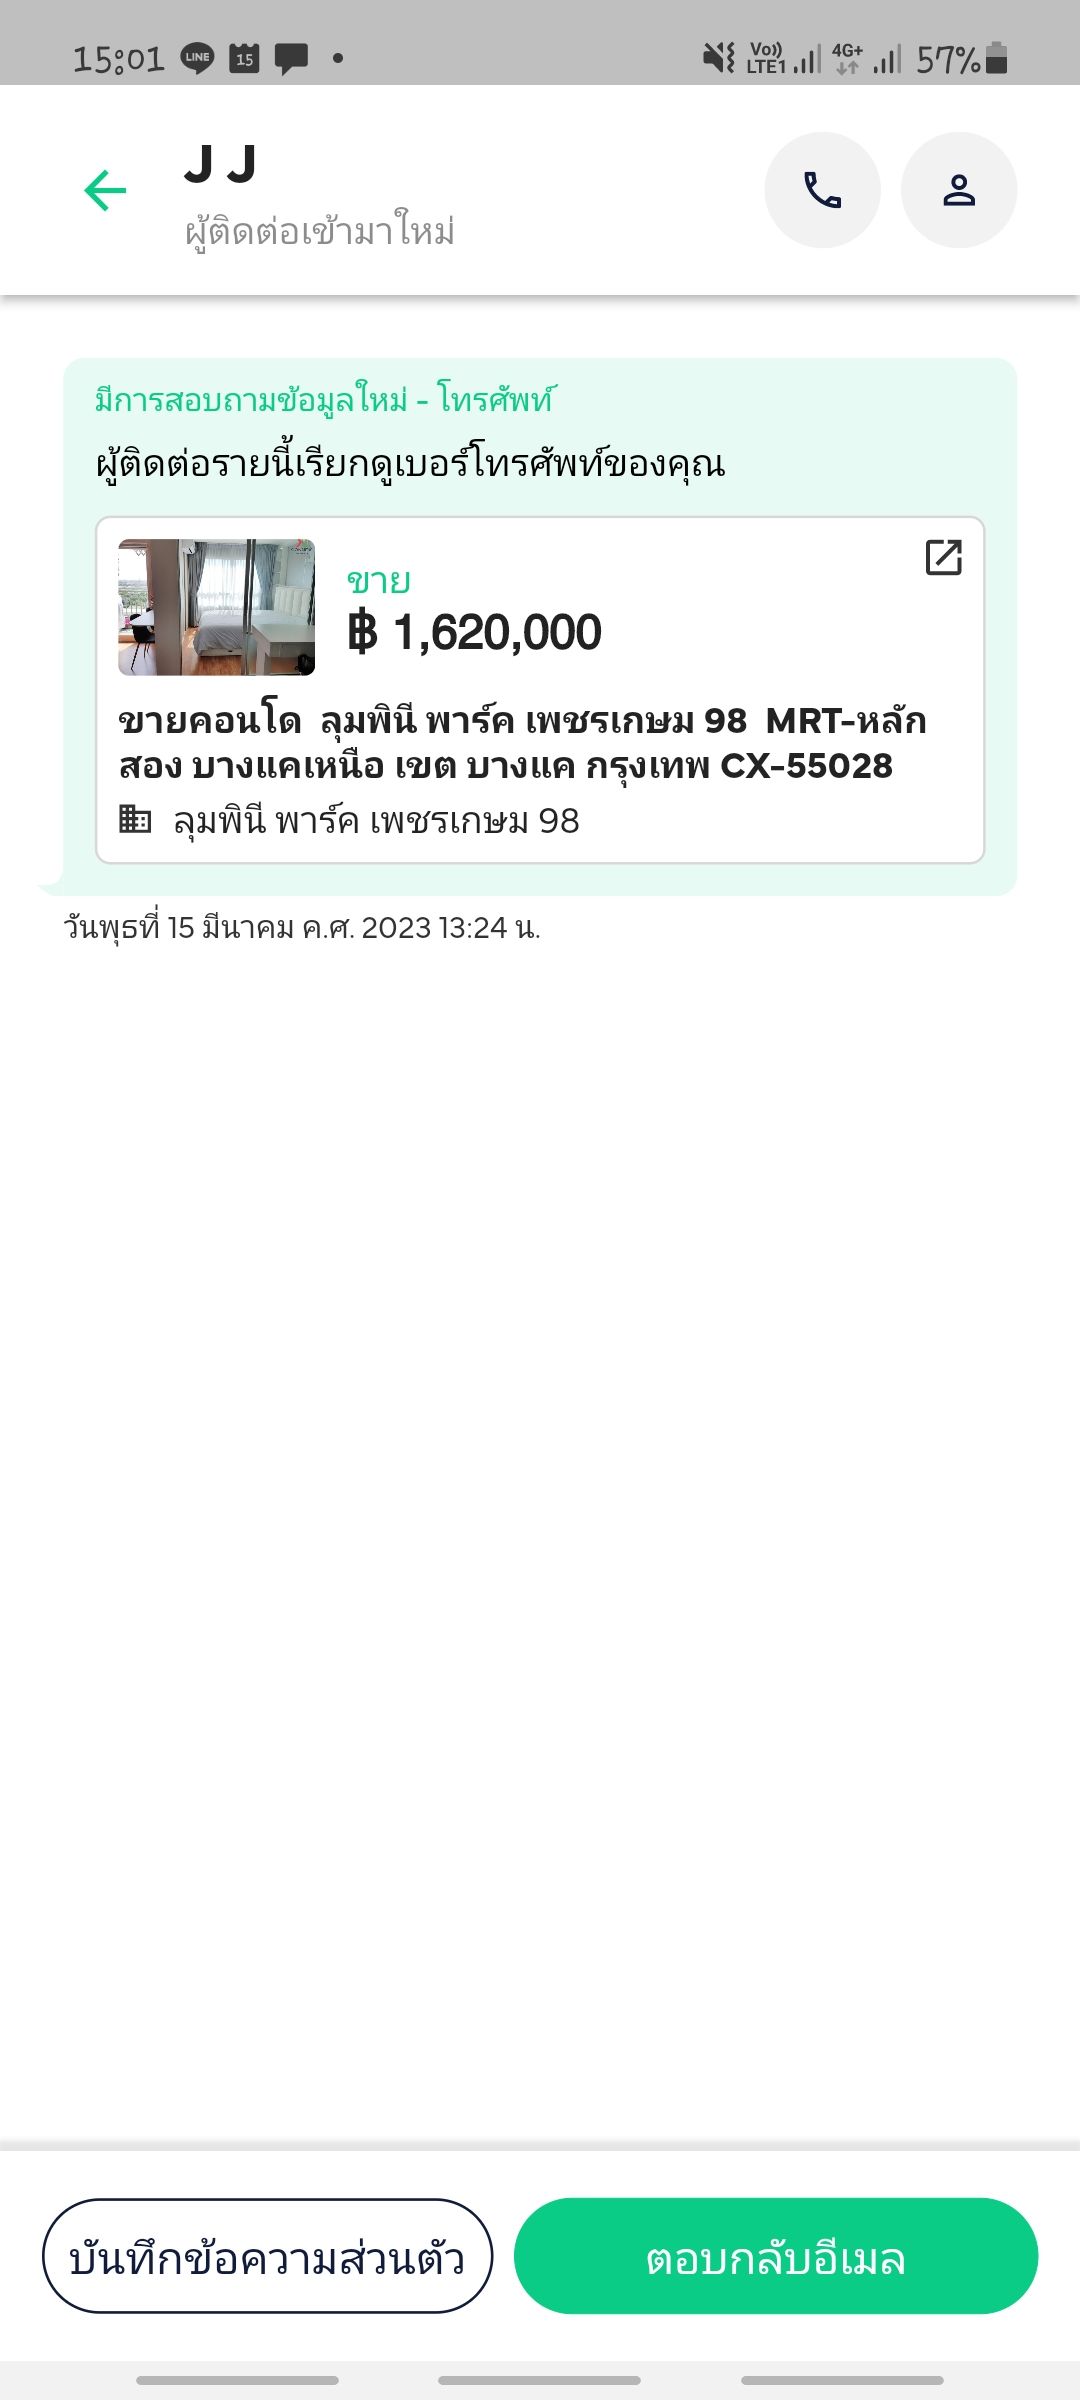 15:01 LINE 15 Vo)) LTE1 4G+ 57%
J J
ผู้ติดต่อเข้ามาใหม่
มีการสอบถามข้อมูลใหม่ - โทรศัพท์
ผู้ติดต่อรายนี้เรียกดูเบอร์โทรศัพท์ของคุณ
ขาย
฿ 1,620,000
ขายคอนโด ลุมพินี พาร์ค เพชรเกษม 98 MRT-หลัก
สอง บางแคเหนือ เขต บางแค กรุงเทพ CX-55028
ลุมพินี พาร์ค เพชรเกษม 98
วันพุธที่ 15 มีนาคม ค.ศ. 2023 13:24 น.
บันทึกข้อความส่วนตัว
ตอบกลับอีเมล